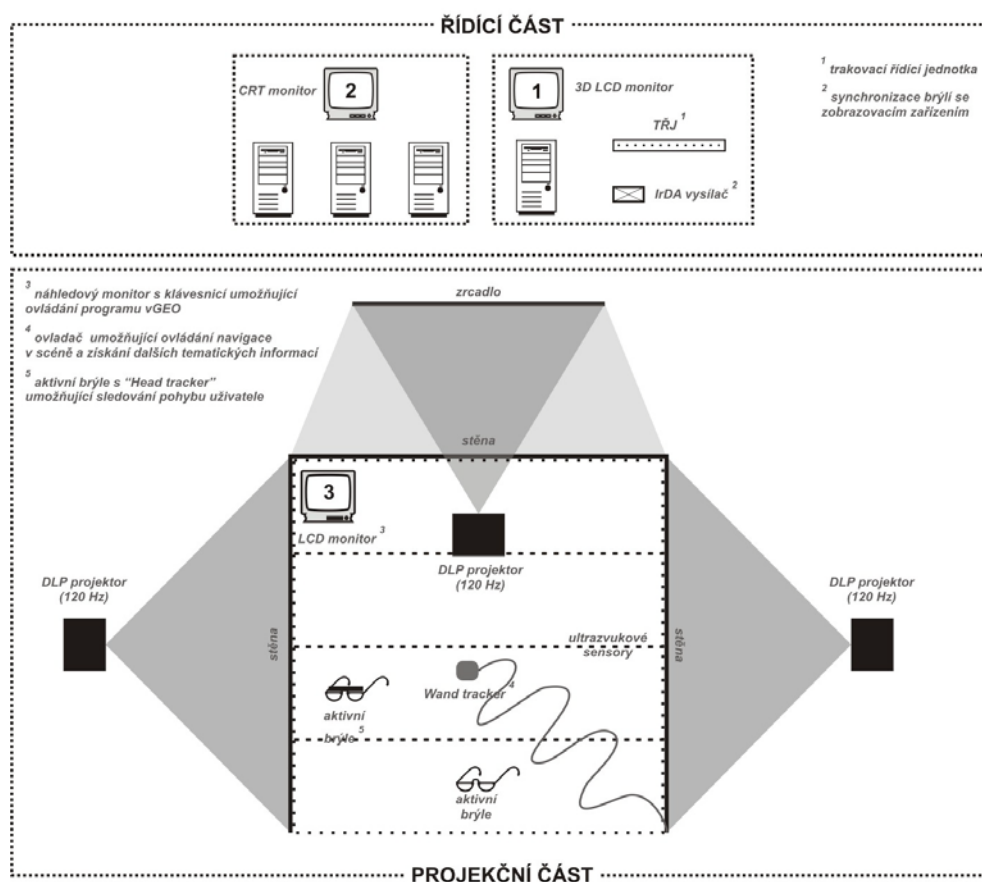 ŘÍDÍCÍ ČÁST
CRT monitor
2
1
3D LCD monitor
TŘJ 1
IrDA vysílač 2
1 trakovací řídící jednotka
2 synchronizace brýlí se
zobrazovacím zařízením
3 náhledový monitor s klávesnicí umožňující
ovládání programu vGEO
4 ovladač umožňující ovládání navigace
v scéně a získání dalších tematických informací
5 aktivní brýle s "Head tracker"
umožňující sledování pohybu uživatele
zrcadlo
stěna
3
LCD monitor 3
DLP projektor
(120 Hz)
DLP projektor
(120 Hz)
DLP projektor
(120 Hz)
stěna
stěna
ultrazvukové
sensory
Wand tracker 4
aktivní
brýle 5
aktivní
brýle
PROJEKČNÍ ČÁST